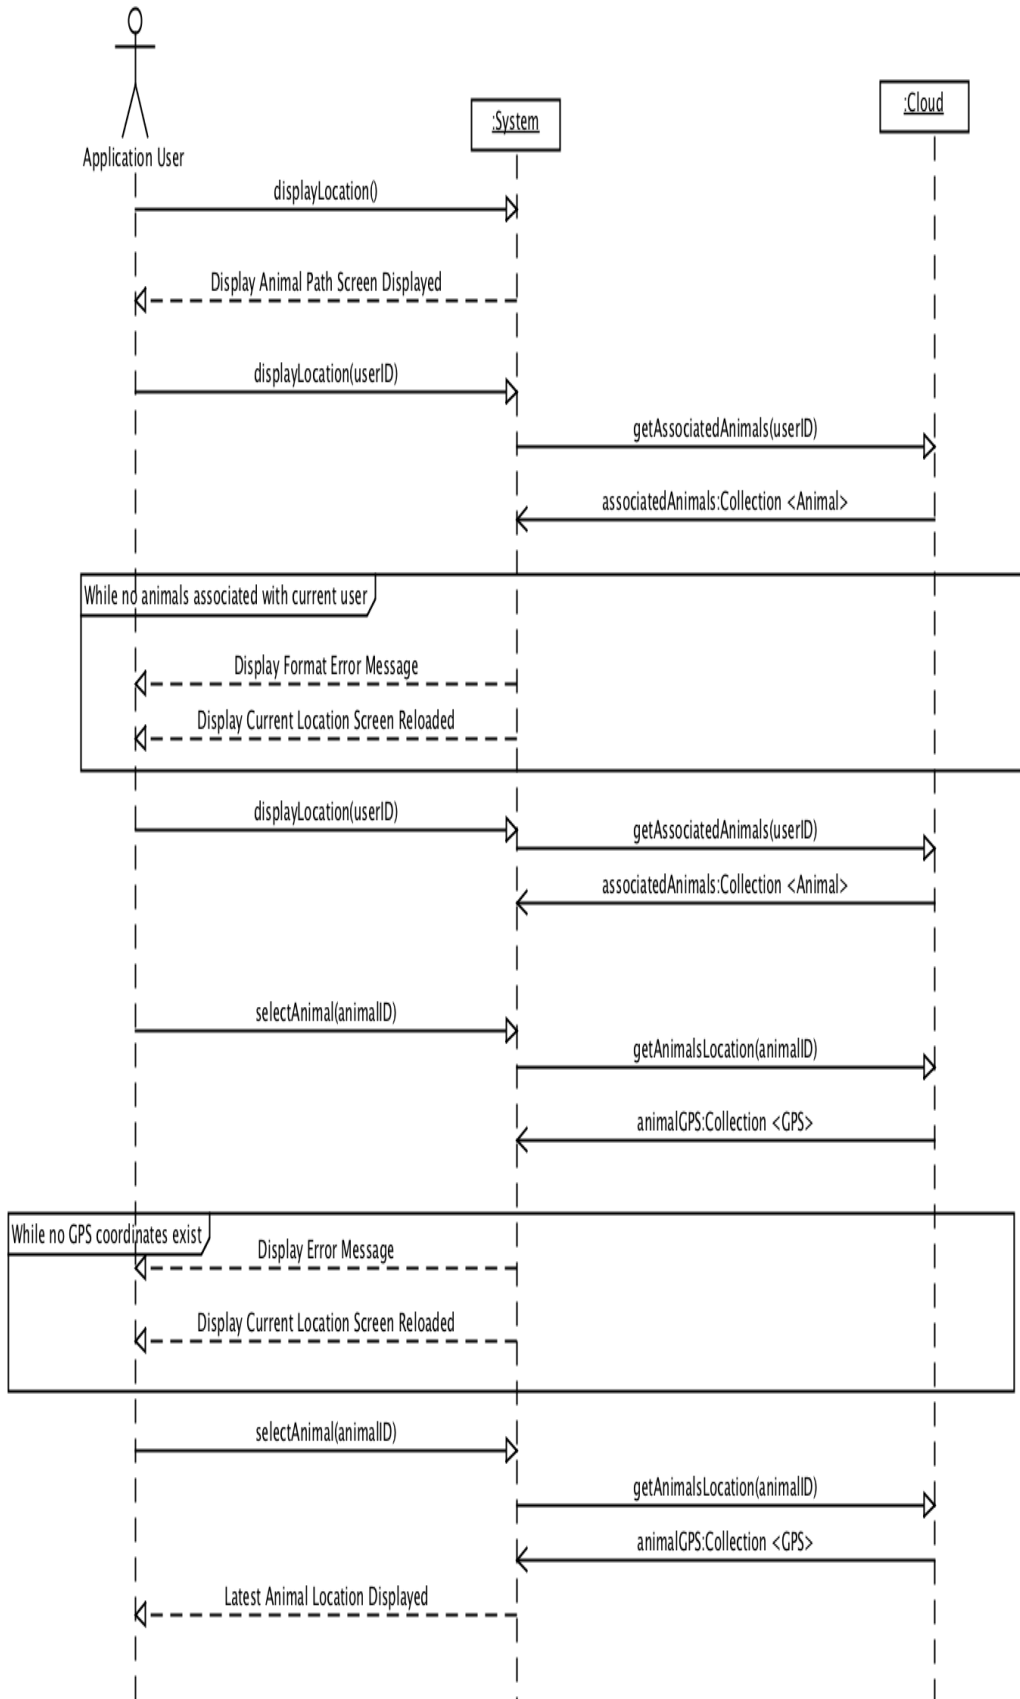 :Cloud
:System
Application User
displayLocation()
Display Animal Path Screen Displayed
displayLocation(userID)
getAssociatedAnimals(userID)
associatedAnimals:Collection <Animal>
While no animals associated with current user
Display Format Error Message
Display Current Location Screen Reloaded
displayLocation(userID)
getAssociatedAnimals(userID)
associatedAnimals:Collection <Animal>
selectAnimal(animalID)
getAnimalsLocation(animalID)
animalGPS:Collection <GPS>
While no GPS coordinates exist
Display Error Message
Display Current Location Screen Reloaded
selectAnimal(animalID)
getAnimalsLocation(animalID)
animalGPS:Collection <GPS>
Latest Animal Location Displayed